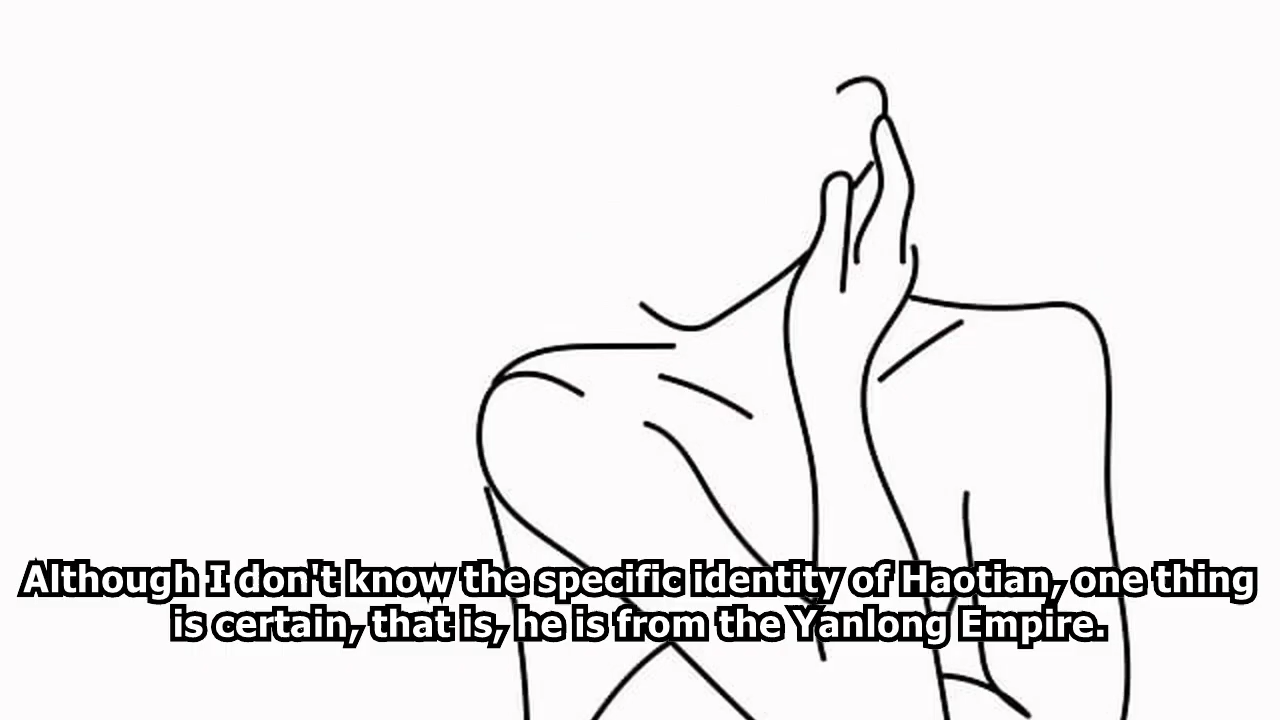 Although I don't know the specific identity of Haotian, one thing
is certain, that is, he is from the Yanlong Empire.